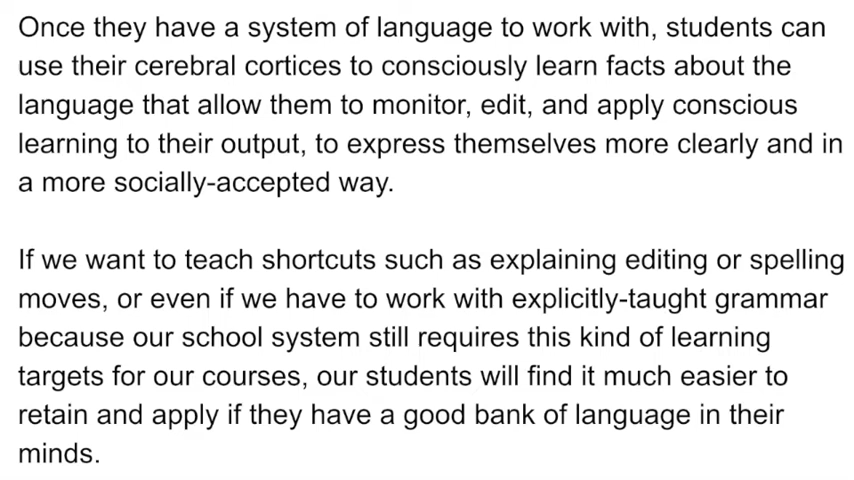 Once they have a system of language to work with, students can
use their cerebral cortices to consciously learn facts about the
language that allow them to monitor, edit, and apply conscious
learning to their output, to express themselves more clearly and in
a more socially-accepted way.
If we want to teach shortcuts such as explaining editing or spelling
moves, or even if we have to work with explicitly-taught grammar
because our school system still requires this kind of learning
targets for our courses, our students will find it much easier to
retain and apply if they have a good bank of language in their
minds.